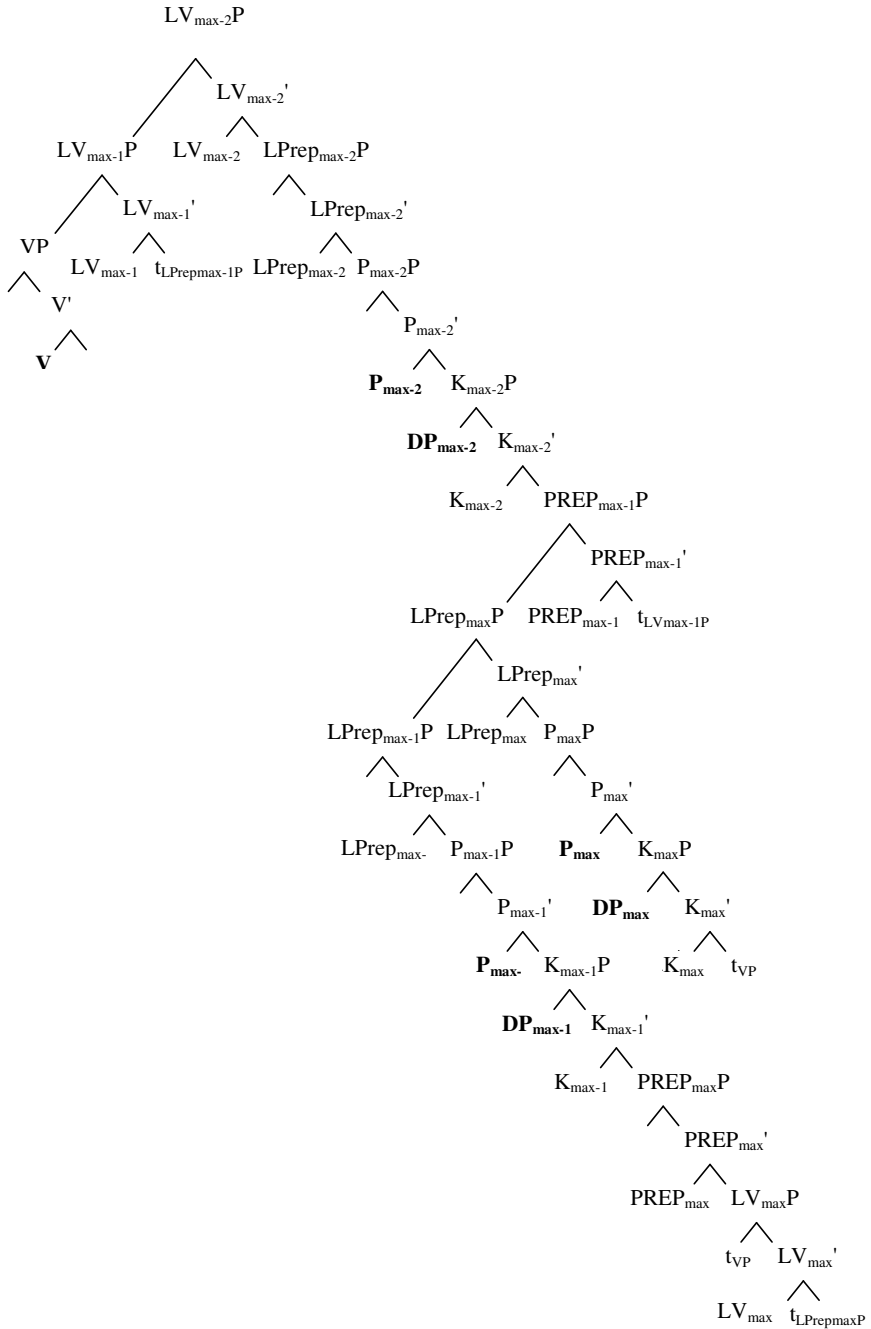 LVmax-2P
LVmax-2'
LVmax-1P LVmax-2 LPrepmax-2P
LVmax-1' LPrepmax-2'
VP LVmax-1 tLPrepmax-1P LPrepmax-2 Pmax-2P
V' Pmax-2'
V Pmax-2 Kmax-2P
DPmax-2 Kmax-2'
Kmax-2 PREPmax-1P
PREPmax-1'
LPrepmaxP PREPmax-1 tLVmax-1P
LPrepmax'
LPrepmax-1P LPrepmax PmaxP
LPrepmax-1' Pmax'
LPrepmax- Pmax-1P Pmax KmaxP
Pmax-1' DPmax Kmax'
Pmax- Kmax-1P Kmax tVP
DPmax-1 Kmax-1'
Kmax-1 PREPmaxP
PREPmax'
PREPmax LVmaxP
tVP LVmax'
LVmax tLPrepmaxP